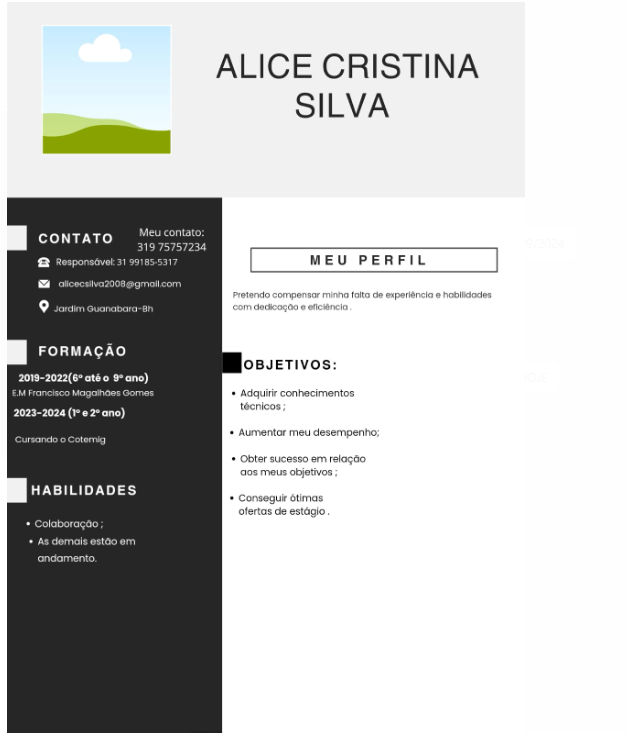 ALICE CRISTINA
SILVA
CONTATO
Meu contato:
319 75757234
Responsável: 31 99185-5317
alicecsilva2008@gmail.com
Jardim Guanabara-Bh
FORMAÇÃO
2019-2022(6º até o 9º ano)
E.M Francisco Magalhães Gomes
2023-2024 (1º e 2º ano)
Cursando o Cotemig
HABILIDADES
• Colaboração ;
• As demais estão em
andamento.
MEU PERFIL
Pretendo compensar minha falta de experiência e habilidades
com dedicação e eficiência .
OBJETIVOS:
• Adquirir conhecimentos
técnicos ;
• Aumentar meu desempenho;
• Obter sucesso em relação
aos meus objetivos ;
• Conseguir ótimas
ofertas de estágio .